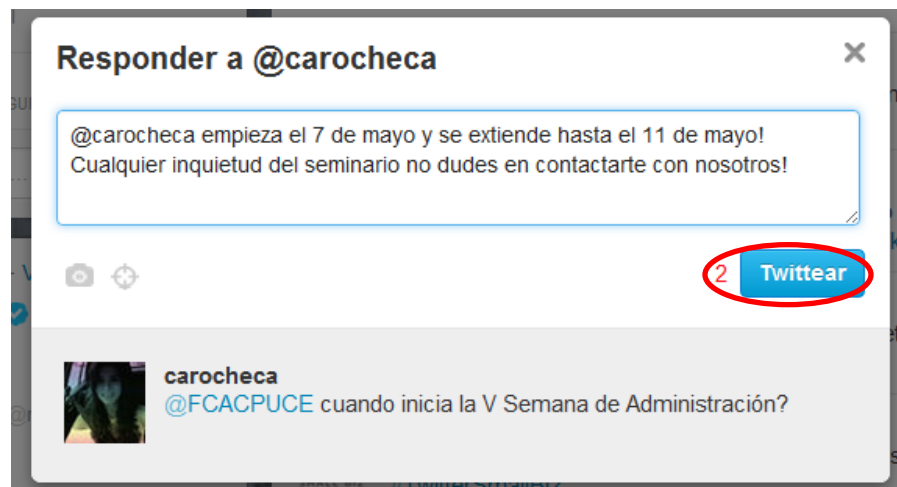 Responder a @carocheca
@carocheca empieza el 7 de mayo y se extiende hasta el 11 de mayo!
Cualquier inquietud del seminario no dudes en contactarte con nosotros!
2 Twittear
carocheca
@FCACPUCE cuando inicia la V Semana de Administración?